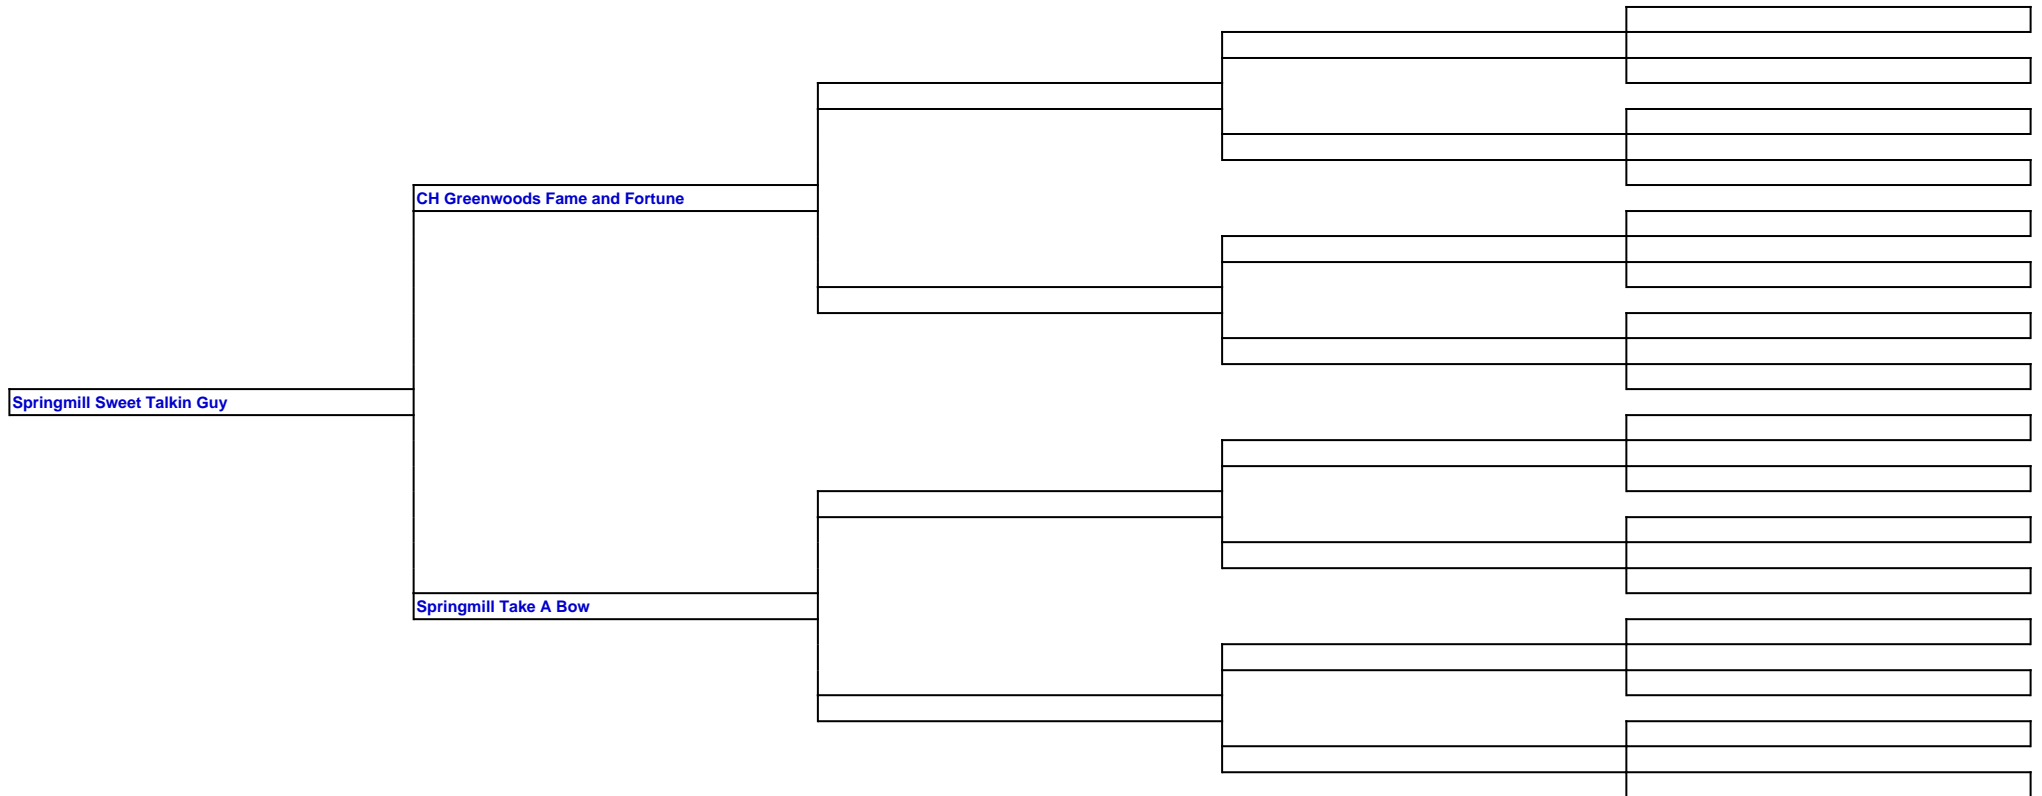 CH Greenwoods Fame and Fortune
Springmill Sweet Talkin Guy
Springmill Take A Bow